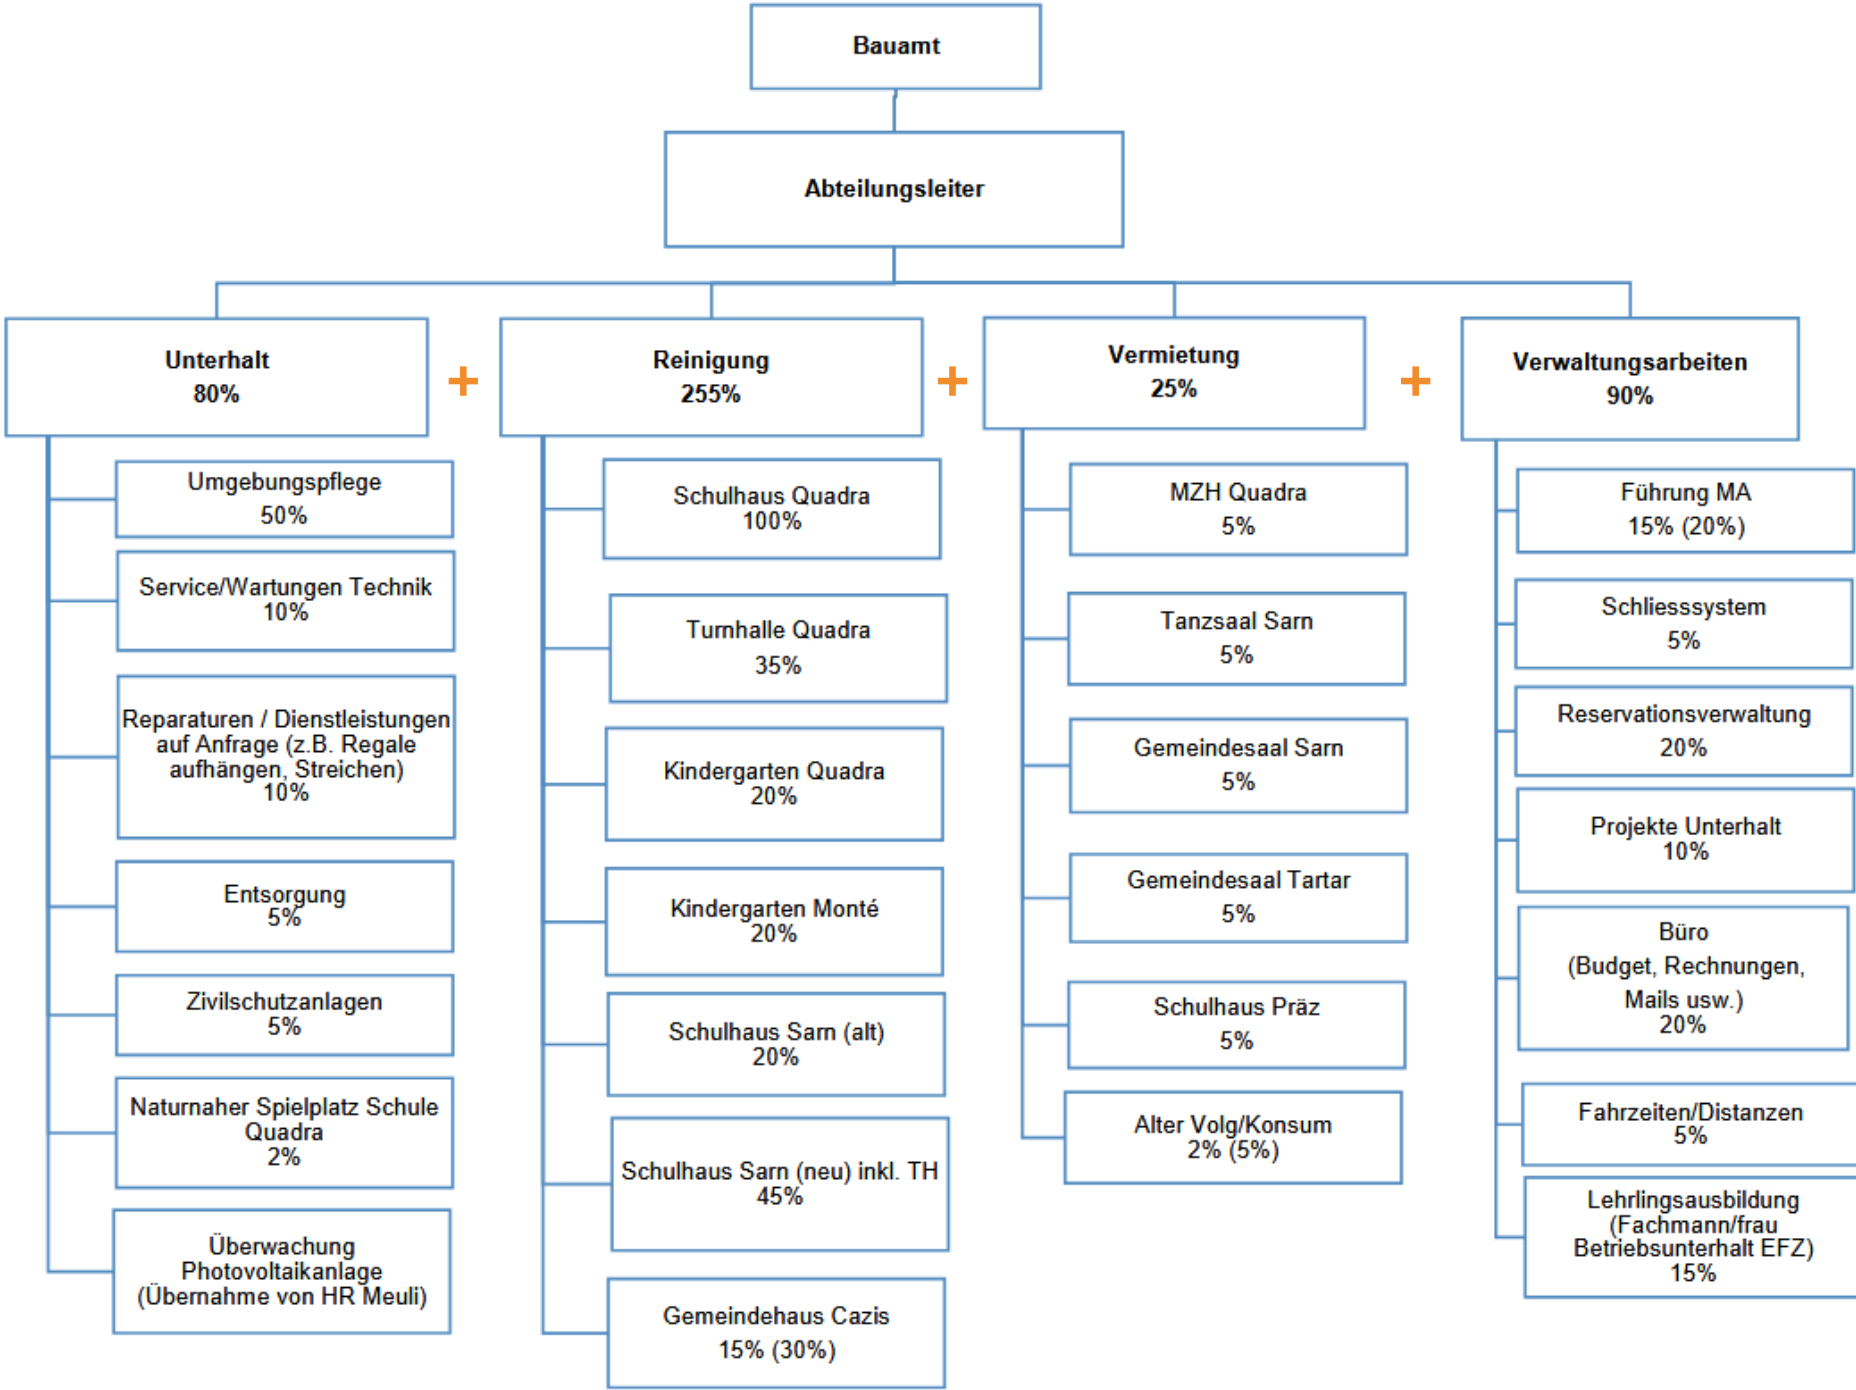 Bauamt
Abteilungsleiter
Unterhalt
80%
+
Reinigung
255%
+
Vermietung
25%
+
Verwaltungsarbeiten
90%
Umgebungspflege
50%
Service/Wartungen Technik
10%
Reparaturen / Dienstleistungen
auf Anfrage (z.B. Regale
aufhängen, Streichen)
10%
Entsorgung
5%
Zivilschutzanlagen
5%
Naturnaher Spielplatz Schule
Quadra
2%
Überwachung
Photovoltaikanlage
(Übernahme von HR Meuli)
Schulhaus Quadra
100%
Turnhalle Quadra
35%
Kindergarten Quadra
20%
Kindergarten Monté
20%
Schulhaus Sarn (alt)
20%
Schulhaus Sarn (neu) inkl. TH
45%
Gemeindehaus Cazis
15% (30%)
MZH Quadra
5%
Tanzsaal Sarn
5%
Gemeindesaal Sarn
5%
Gemeindesaal Tartar
5%
Schulhaus Präz
5%
Alter Volg/Konsum
2% (5%)
Führung MA
15% (20%)
Schliesssystem
5%
Reservationsverwaltung
20%
Projekte Unterhalt
10%
Büro
(Budget, Rechnungen,
Mails usw.)
20%
Fahrzeiten/Distanzen
5%
Lehrlingsausbildung
(Fachmann/frau
Betriebsunterhalt EFZ)
15%